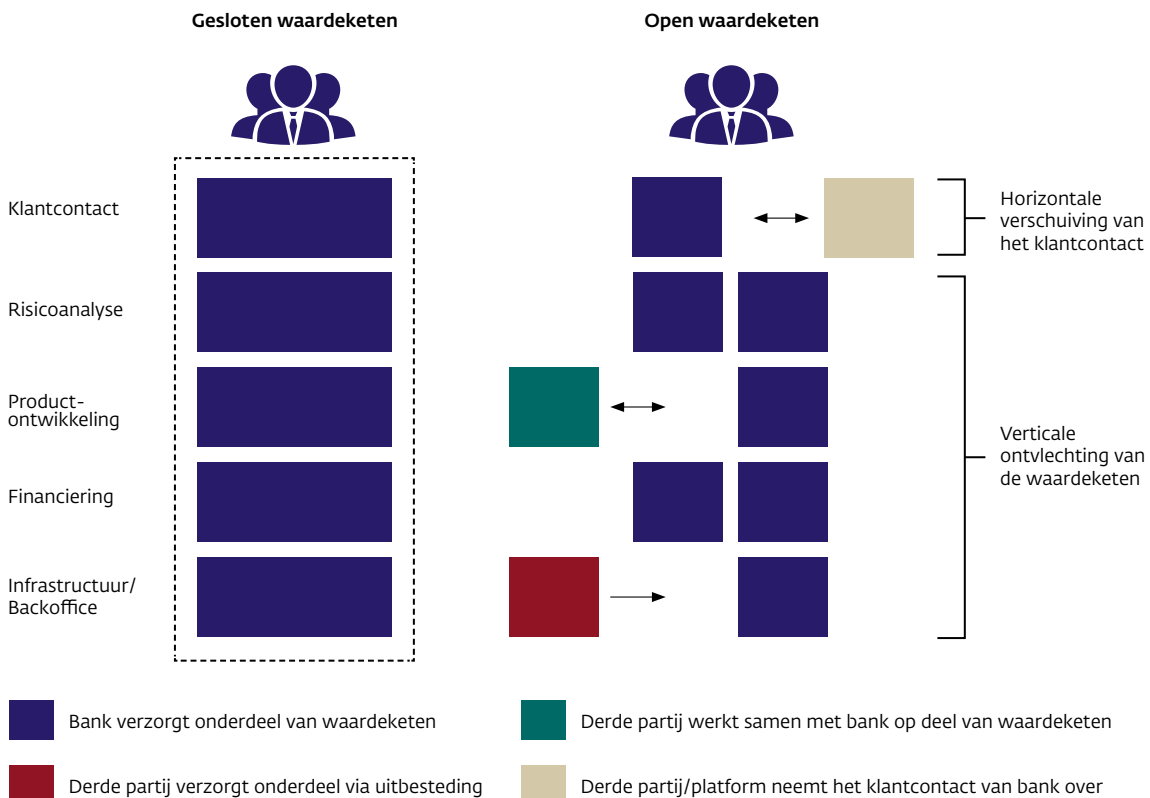 Gesloten waardeketen
Open waardeketen
Klantcontact
Horizontale
verschuiving van
het klantcontact
Risicoanalyse
Product-
ontwikkeling
Verticale
ontvlechting van
de waardeketen
Financiering
Infrastructuur/
Backoffice
Bank verzorgt onderdeel van waardeketen
Derde partij werkt samen met bank op deel van waardeketen
Derde partij verzorgt onderdeel via uitbesteding
Derde partij/platform neemt het klantcontact van bank over